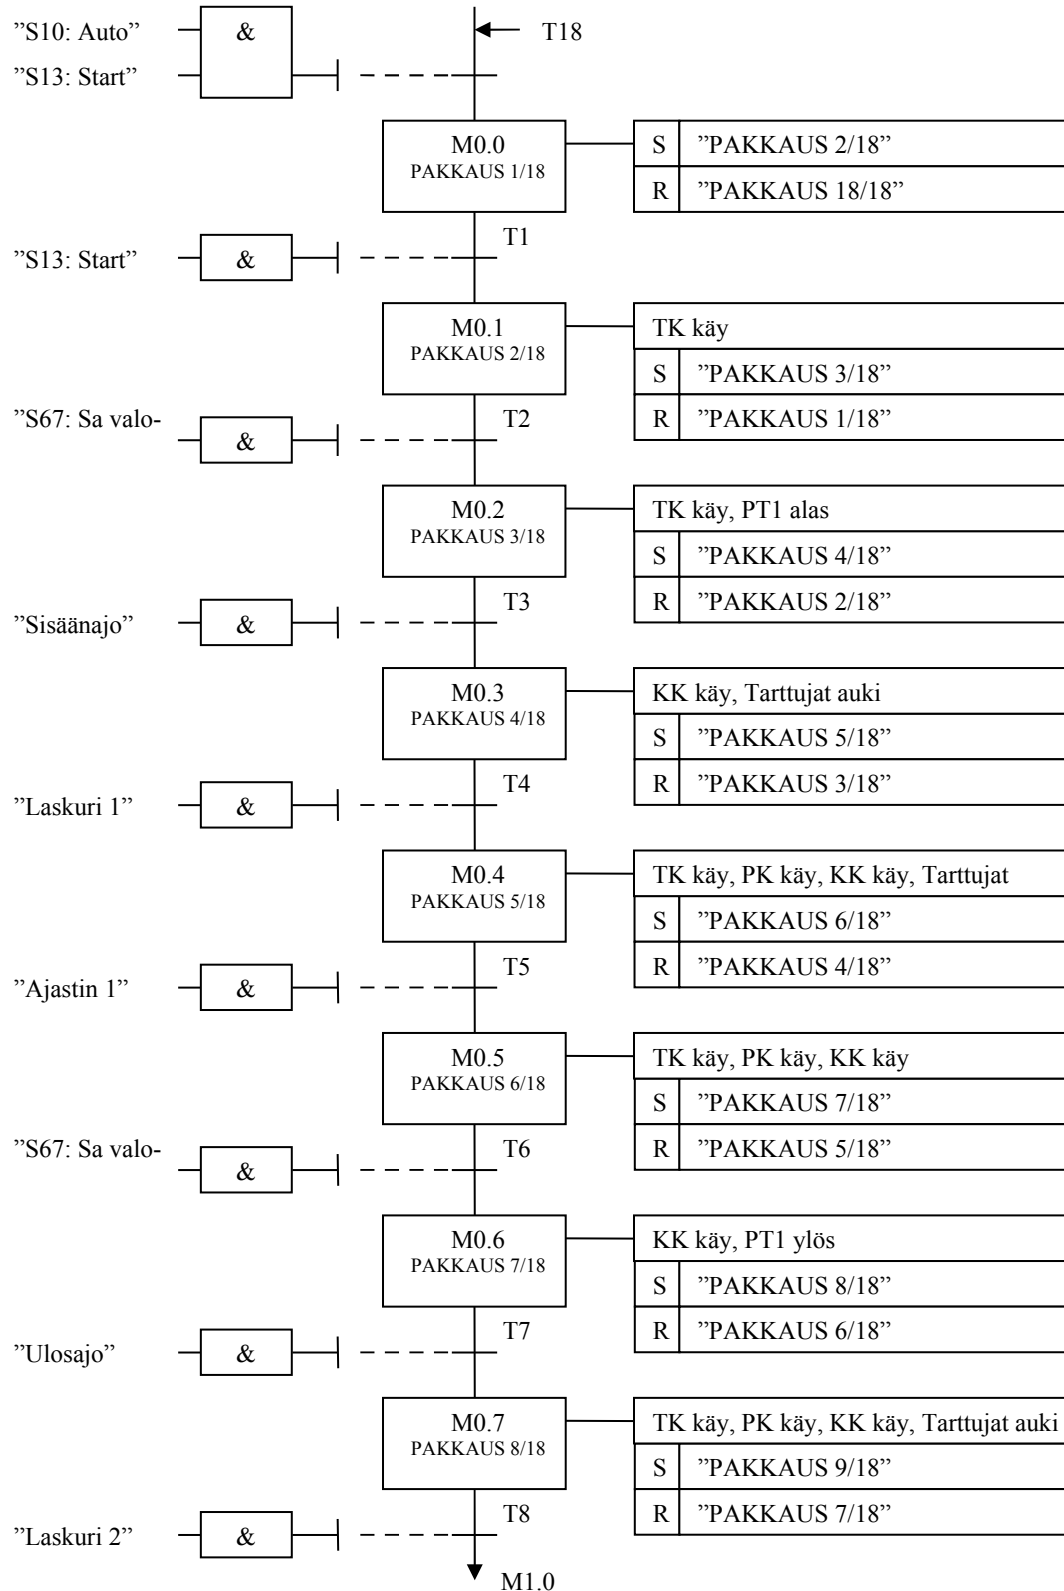 ”S10: Auto” & T18
”S13: Start”
M0.0 S ”PAKKAUS 2/18”
PAKKAUS 1/18
R ”PAKKAUS 18/18”
T1
”S13: Start” &
M0.1 TK käy
PAKKAUS 2/18
S ”PAKKAUS 3/18”
R ”PAKKAUS 1/18”
”S67: Sa valo- T2
&
M0.2 TK käy, PT1 alas
PAKKAUS 3/18
S ”PAKKAUS 4/18”
R ”PAKKAUS 2/18”
T3
”Sisäänajo” &
M0.3 KK käy, Tarttujat auki
PAKKAUS 4/18
S ”PAKKAUS 5/18”
R ”PAKKAUS 3/18”
T4
”Laskuri 1” &
M0.4 TK käy, PK käy, KK käy, Tarttujat
PAKKAUS 5/18
S ”PAKKAUS 6/18”
R ”PAKKAUS 4/18”
T5
”Ajastin 1” &
M0.5 TK käy, PK käy, KK käy
PAKKAUS 6/18
S ”PAKKAUS 7/18”
R ”PAKKAUS 5/18”
”S67: Sa valo- T6
&
M0.6 KK käy, PT1 ylös
PAKKAUS 7/18
S ”PAKKAUS 8/18”
R ”PAKKAUS 6/18”
T7
”Ulosajo” &
M0.7 TK käy, PK käy, KK käy, Tarttujat auki
PAKKAUS 8/18
S ”PAKKAUS 9/18”
R ”PAKKAUS 7/18”
T8
”Laskuri 2” &
M1.0